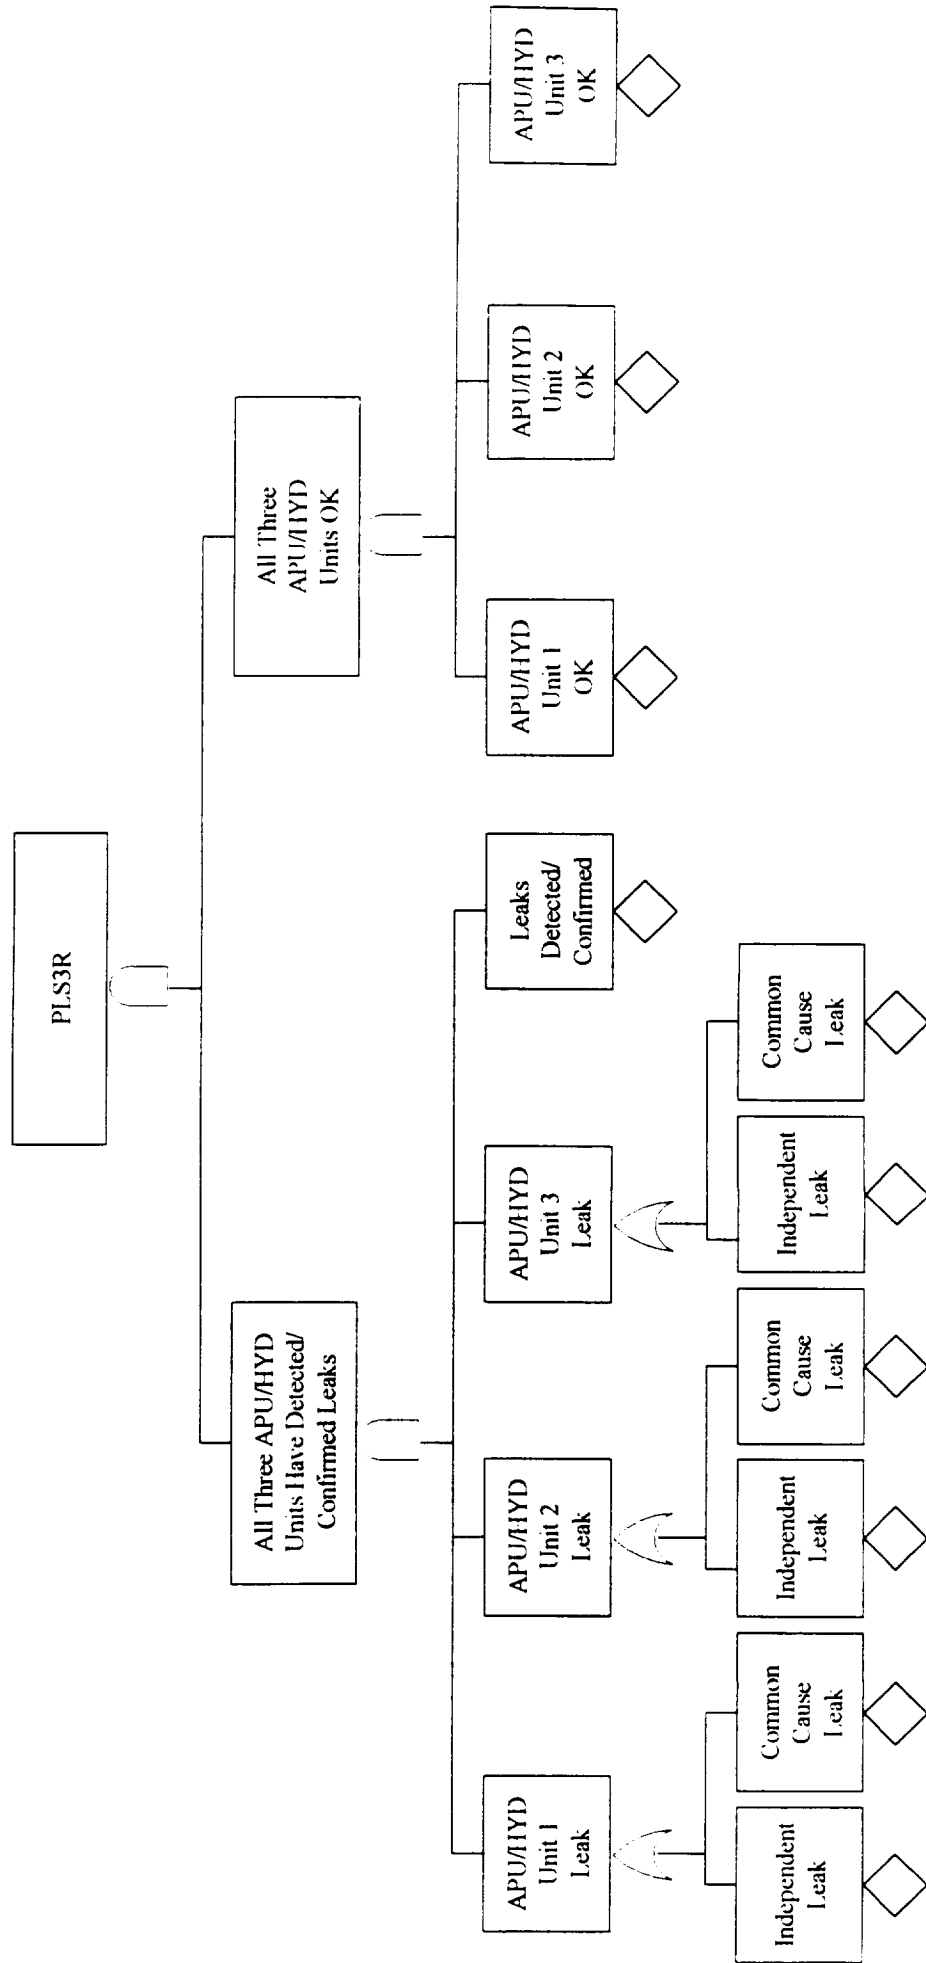 PLS3R
All Three APU/HYD
Units Have Detected/
Confirmed Leaks
All Three
APU/HYD
Units OK
APU/HYD
Unit 1
Leak
APU/HYD
Unit 2
Leak
APU/HYD
Unit 3
Leak
Leaks
Detected/
Confirmed
APU/HYD
Unit 1
OK
APU/HYD
Unit 2
OK
APU/HYD
Unit 3
OK
Independent
Leak
Common
Cause
Leak
Independent
Leak
Common
Cause
Leak
Independent
Leak
Common
Cause
Leak